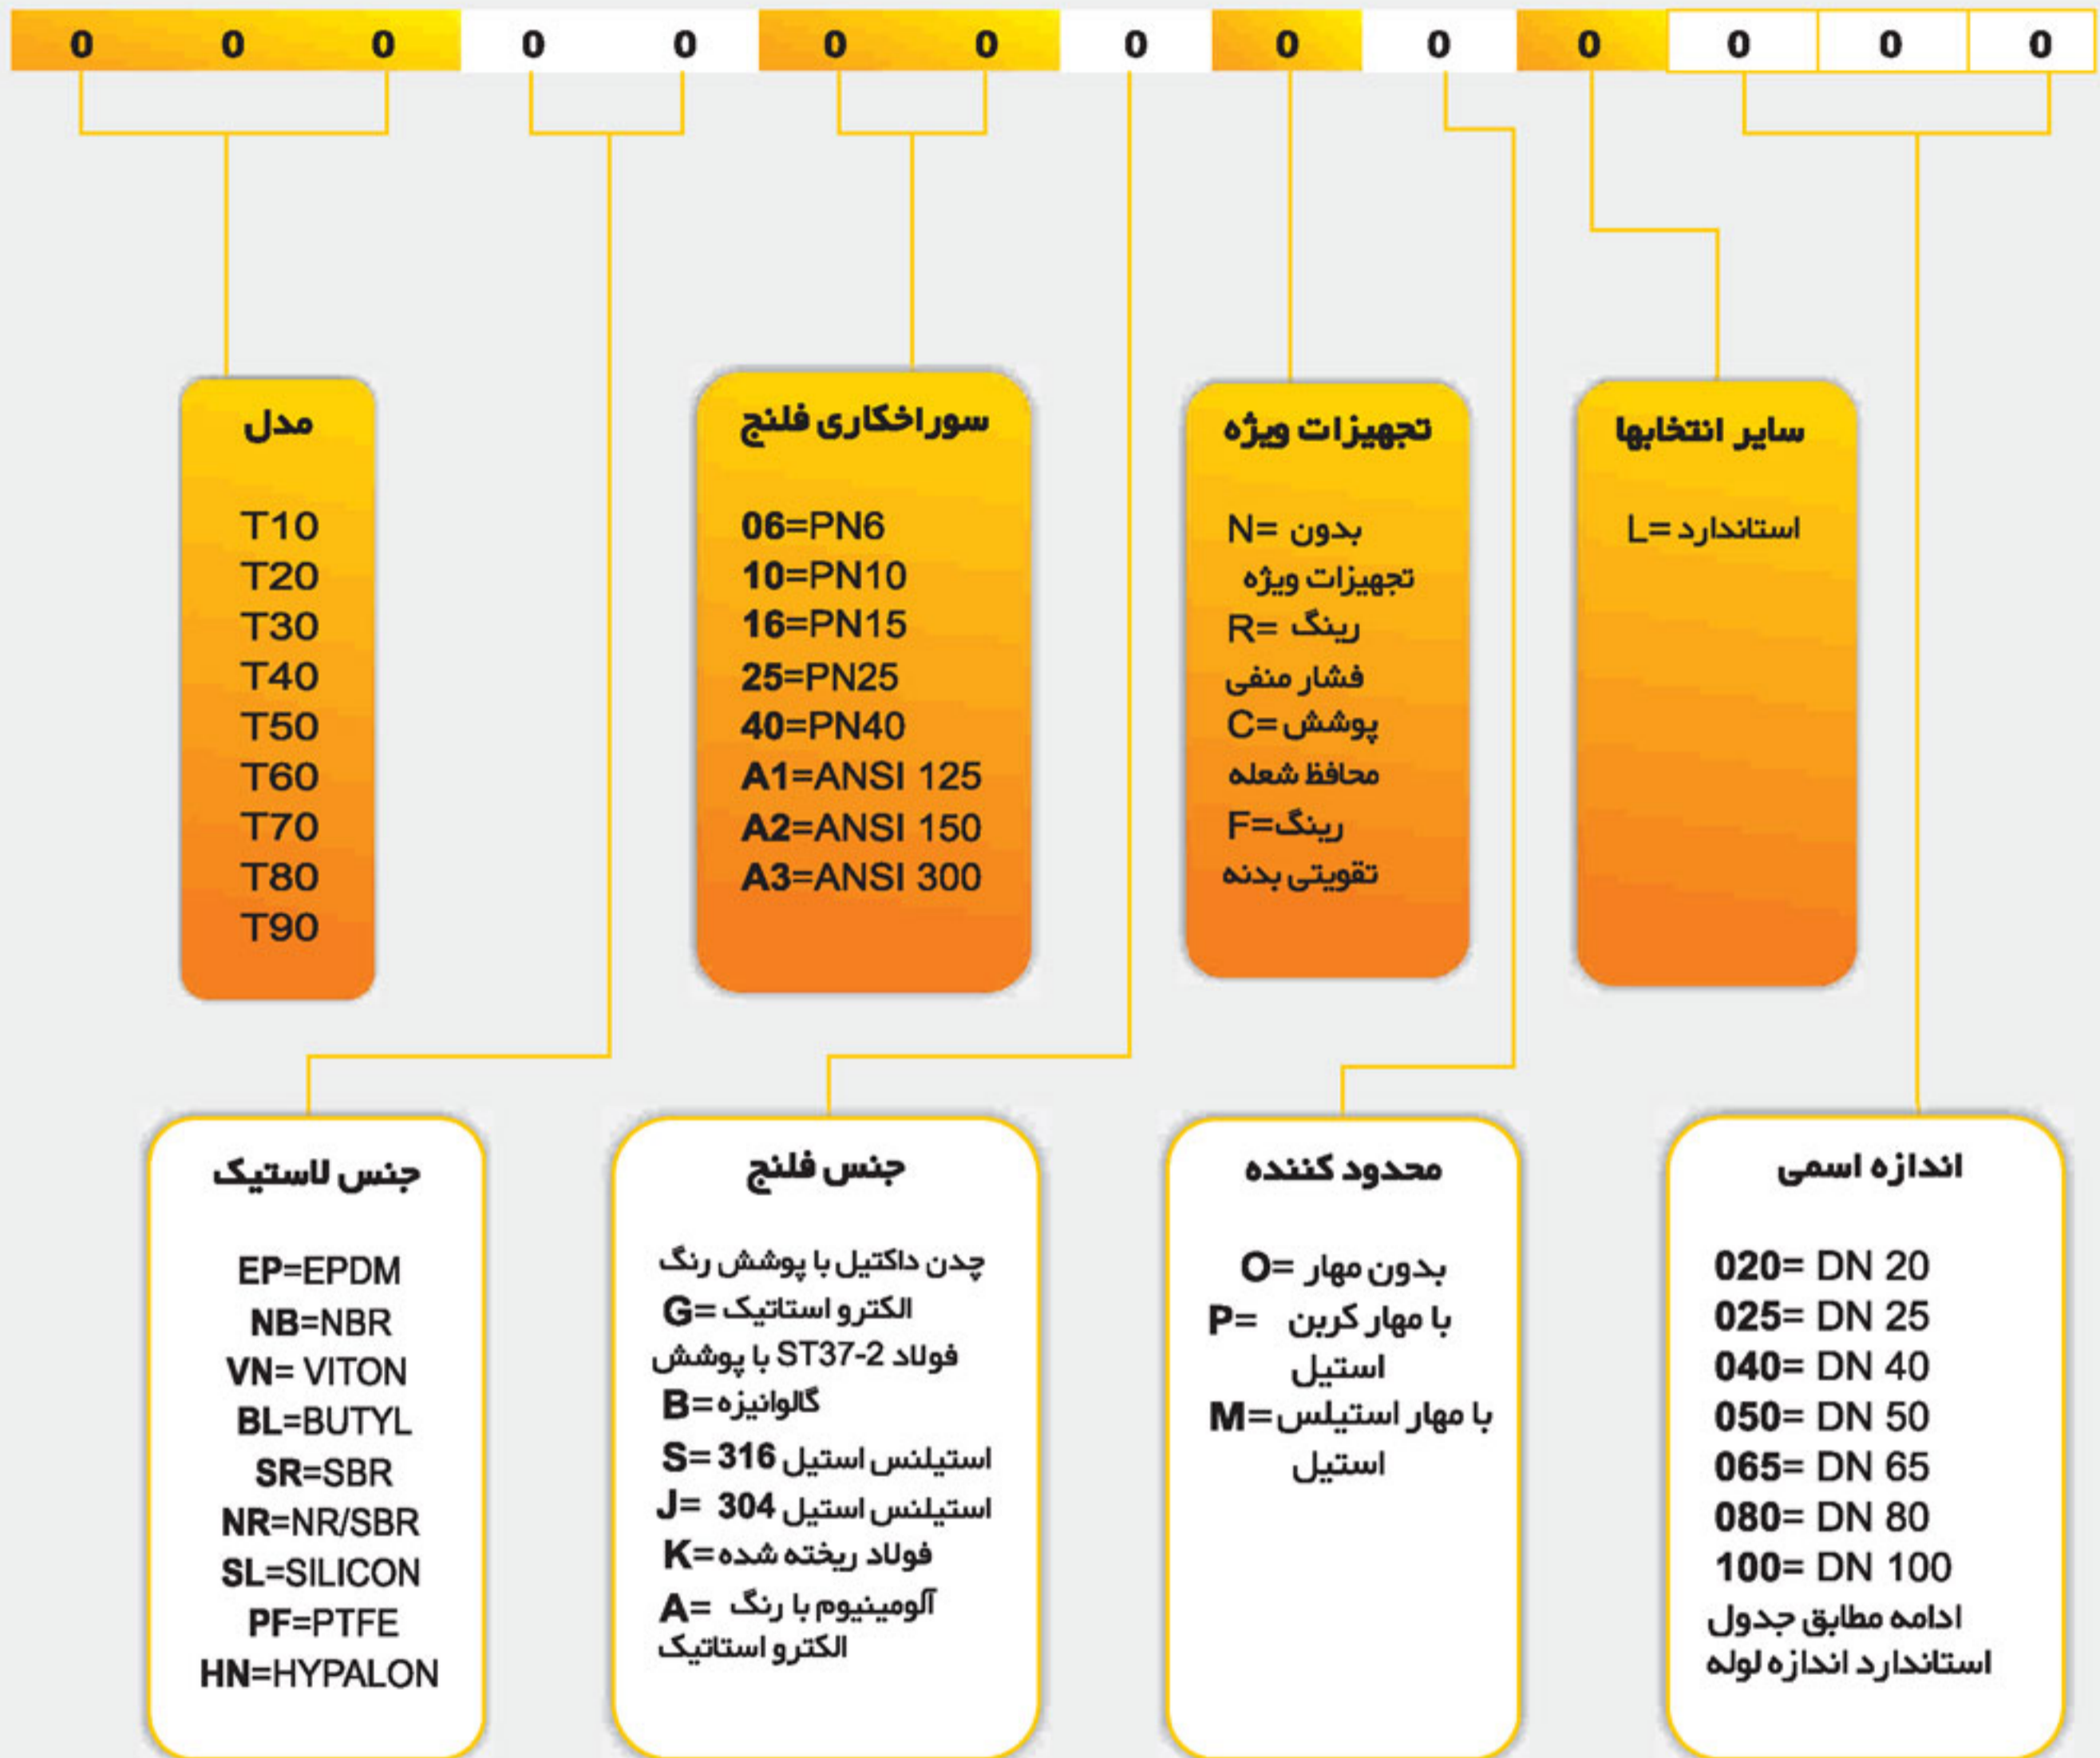 0 0 0 0 0 0 0 0 0 0 0 0 0 0
مدل
T10
T20
T30
T40
T50
T60
T70
T80
T90
سوراخکاری فلنج
06=PN6
10=PN10
16=PN15
25=PN25
40=PN40
A1=ANSI 125
A2=ANSI 150
A3=ANSI 300
تجهیزات ویژه
N= بدون
تجهیزات ویژه
R= رینگ
فشار منفی
C=پوشش
محافظ شعله
F=رینگ
تقویتی بدنه
سایر انتخابها
L= استاندارد
جنس لاستیک
EP=EPDM
NB=NBR
VN= VITON
BL=BUTYL
SR=SBR
NR=NR/SBR
SL=SILICON
PF=PTFE
HN=HYPALON
جنس فلنج
چدن داکتیل با پوشش رنگ
G= الکترو استاتیک
فولاد ST37-2 با پوشش
B=گالوانیزه
S= 316 استیلنس استیل
J= 304 استیلنس استیل
K=فولاد ریخته شده
A= آلومینیوم با رنگ
الکترو استاتیک
محدود کننده
O= بدون مهار
P= با مهار کربن
استیل
M=با مهار استیلس
استیل
اندازه اسمی
020= DN 20
025= DN 25
040= DN 40
050= DN 50
065= DN 65
080= DN 80
100= DN 100
ادامه مطابق جدول
استاندارد اندازه لوله